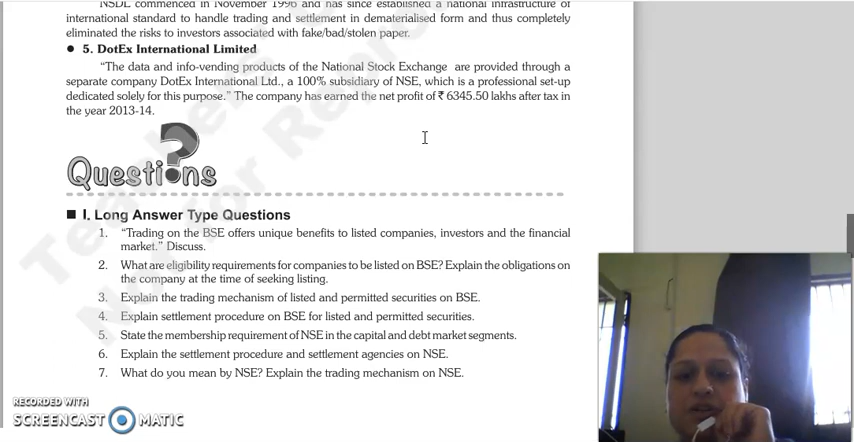 NSDL commenced in November 1996 and has since established a national infrastructure of
international standard to handle trading and settlement in dematerialised form and thus completely
eliminated the risks to investors associated with fake/bad/stolen paper.
● 5. DotEx International Limited
“The data and info-vending products of the National Stock Exchange are provided through a
separate company DotEx International Ltd., a 100% subsidiary of NSE, which is a professional set-up
dedicated solely for this purpose.” The company has earned the net profit of ₹ 6345.50 lakhs after tax in
the year 2013-14.
Questi?ns
■ I. Long Answer Type Questions
1. “Trading on the BSE offers unique benefits to listed companies, investors and the financial
market.” Discuss.
2. What are eligibility requirements for companies to be listed on BSE? Explain the obligations on
the company at the time of seeking listing.
3. Explain the trading mechanism of listed and permitted securities on BSE.
4. Explain settlement procedure on BSE for listed and permitted securities.
5. State the membership requirement of NSE in the capital and debt market segments.
6. Explain the settlement procedure and settlement agencies on NSE.
7. What do you mean by NSE? Explain the trading mechanism on NSE.
RECORDED WITH
SCREENCAST MATIC